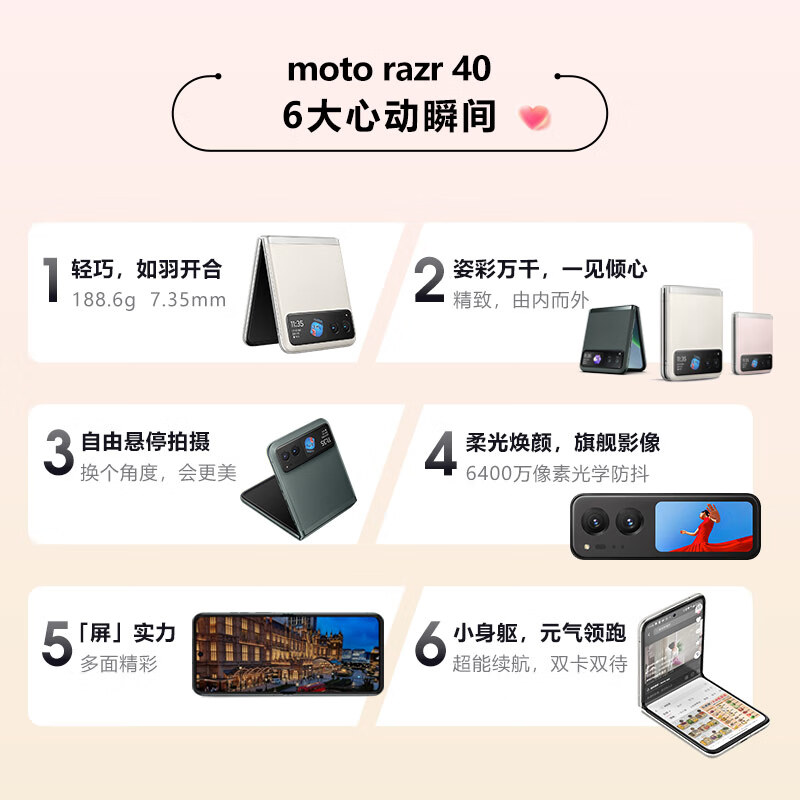 moto razr 40
6大心动瞬间
1
轻巧，如羽开合
188.6g 7.35mm
11:35
2
姿彩万千，一见倾心
精致，由内而外
3
自由悬停拍摄
换个角度，会更美
4
柔光焕颜，旗舰影像
6400万像素光学防抖
5
「屏」实力
多面精彩
6
小身躯，元气领跑
超能续航，双卡双待